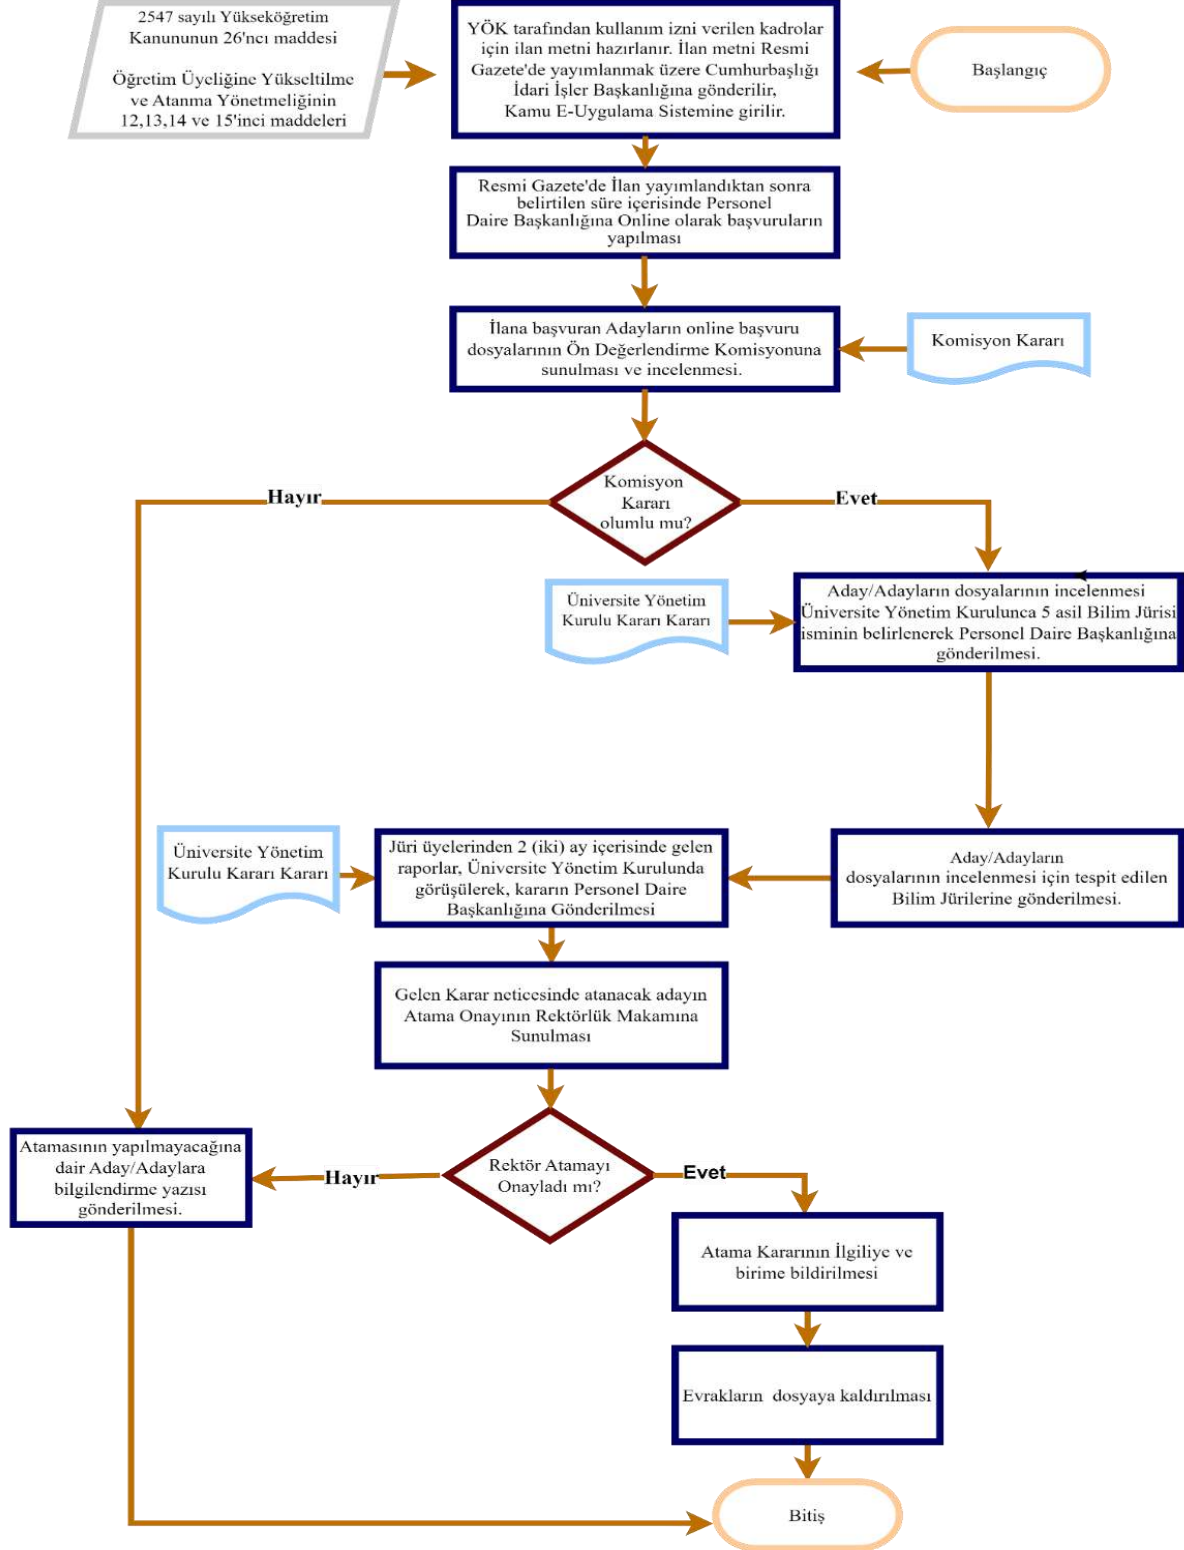 2547 sayılı Yükseköğretim
Kanununun 26'ncı maddesi
Öğretim Üyeliğine Yükseltilme
ve Atanma Yönetmeliğinin
12,13,14 ve 15'inci maddeleri
YÖK tarafından kullanım izni verilen kadrolar
için ilan metni hazırlanır. İlan metni Resmi
Gazete'de yayımlanmak üzere Cumhurbaşlığı
İdari İşler Başkanlığına gönderilir,
Kamu E-Uygulama Sistemine girilir.
Başlangıç
Resmi Gazete'de İlan yayımlandıktan sonra
belirtilen süre içerisinde Personel
Daire Başkanlığına Online olarak başvuruların
yapılması
İlana başvuran Adayların online başvuru
dosyalarının Ön Değerlendirme Komisyonuna
sunulması ve incelenmesi.
Komisyon Kararı
Komisyon
Kararı
olumlu mu?
Hayır
Evet
Üniversite Yönetim
Kurulu Kararı Kararı
Aday/Adayların dosyalarının incelenmesi
Üniversite Yönetim Kurulunca 5 asil Bilim Jürisi
isminin belirlenerek Personel Daire Başkanlığına
gönderilmesi.
Üniversite Yönetim
Kurulu Kararı Kararı
Jüri üyelerinden 2 (iki) ay içerisinde gelen
raporlar, Üniversite Yönetim Kurulunda
görüşülerek, kararın Personel Daire
Başkanlığına Gönderilmesi
Aday/Adayların
dosyalarının incelenmesi için tespit edilen
Bilim Jürilerine gönderilmesi.
Gelen Karar neticesinde atanacak adayın
Atama Onayının Rektörlük Makamına
Sunulması
Atamasının yapılmayacağına
dair Aday/Adaylara
bilgilendirme yazısı
gönderilmesi.
Hayır
Rektör Atamayı
Onayladı mı?
Evet
Atama Kararının İlgiliye ve
birime bildirilmesi
Evrakların dosyaya kaldırılması
Bitiş